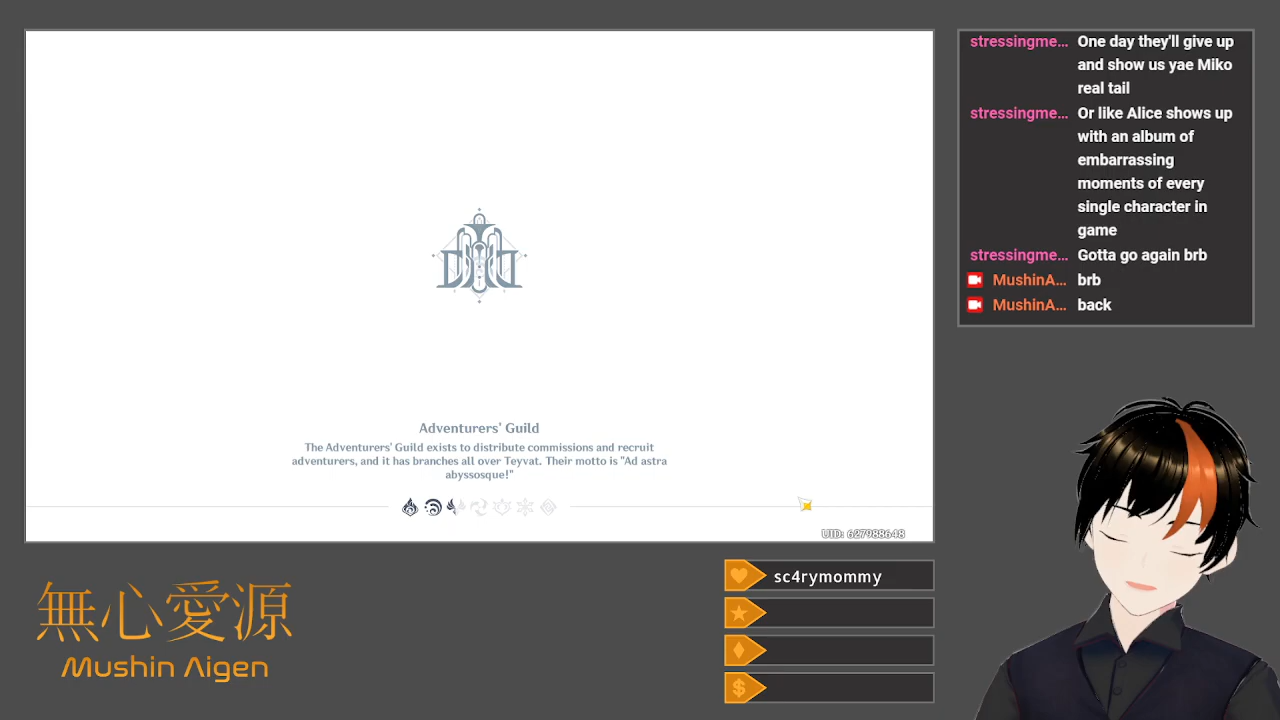 stressingme... One day they'll give up
and show us yae Miko
real tail
stressingme... Or like Alice shows up
with an album of
embarrassing
moments of every
single character in
game
stressingme... Gotta go again brb
MushinA... brb
MushinA... back
Adventurers' Guild
The Adventurers' Guild exists to distribute commissions and recruit
adventurers, and it has branches all over Teyvat. Their motto is "Ad astra
abyssosque!"
UID: 627988648
sc4rymommy
無心愛源
Mushin Aigen